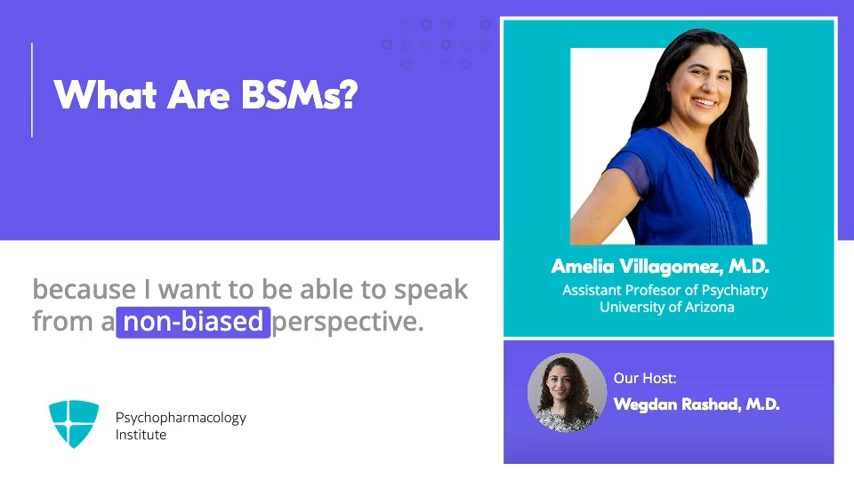 What Are BSMs?
because I want to be able to speak
from a non-biased perspective.
Psychopharmacology
Institute
Amelia Villagomez, M.D.
Assistant Profesor of Psychiatry
University of Arizona
Our Host:
Wegdan Rashad, M.D.